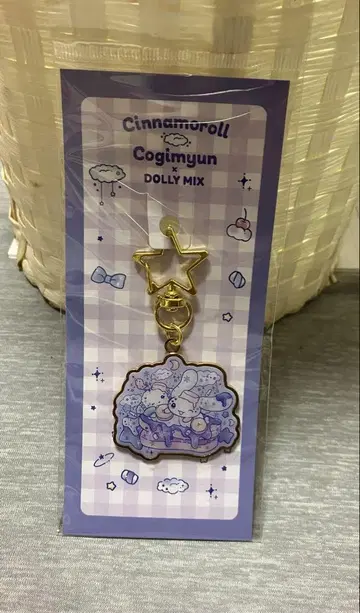 Cinnamoroll
Cogimyun
×
DOLLY MIX